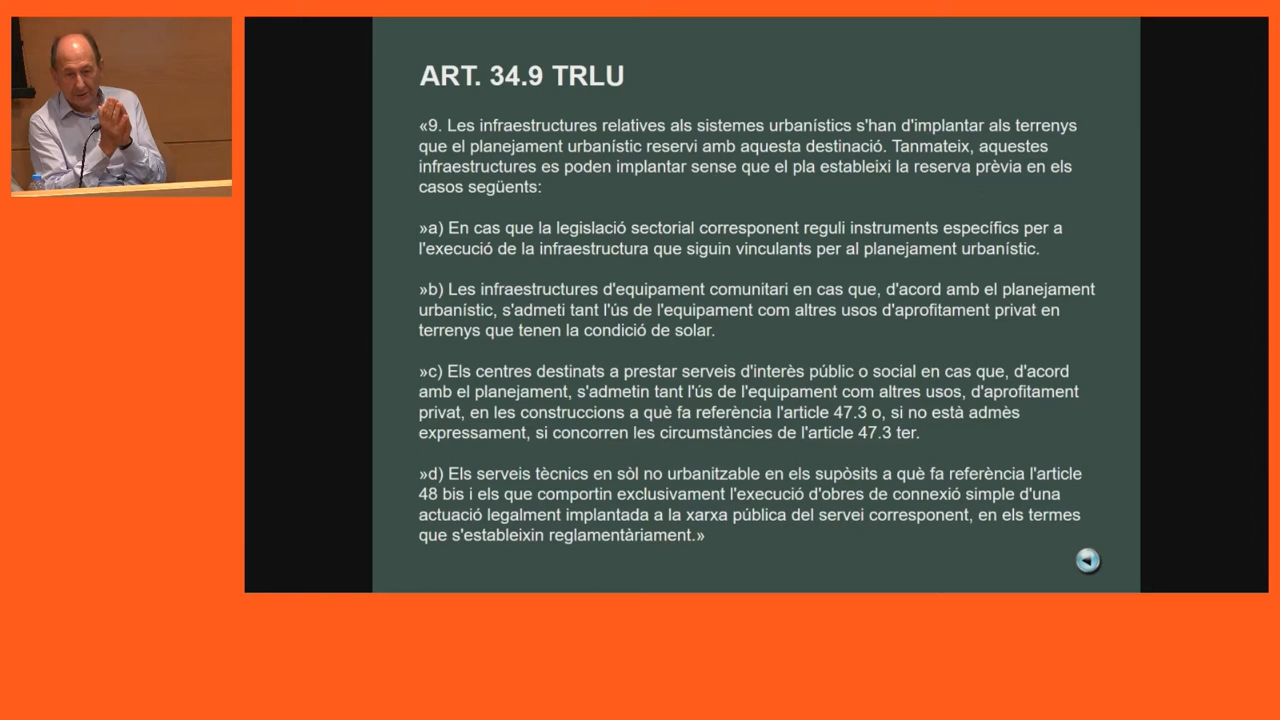 ART. 34.9 TRLU
«9. Les infraestructures relatives als sistemes urbanístics s'han d'implantar als terrenys
que el planejament urbanístic reservi amb aquesta destinació. Tanmateix, aquestes
infraestructures es poden implantar sense que el pla estableixi la reserva prèvia en els
casos següents:
»a) En cas que la legislació sectorial corresponent reguli instruments específics per a
l'execució de la infraestructura que siguin vinculants per al planejament urbanístic.
»b) Les infraestructures d'equipament comunitari en cas que, d'acord amb el planejament
urbanístic, s'admeti tant l'ús de l'equipament com altres usos d'aprofitament privat en
terrenys que tenen la condició de solar.
»c) Els centres destinats a prestar serveis d'interès públic o social en cas que, d'acord
amb el planejament, s'admetin tant l'ús de l'equipament com altres usos, d'aprofitament
privat, en les construccions a què fa referència l'article 47.3 o, si no està admès
expressament, si concorren les circumstàncies de l'article 47.3 ter.
»d) Els serveis tècnics en sòl no urbanitzable en els supòsits a què fa referència l'article
48 bis i els que comportin exclusivament l'execució d'obres de connexió simple d'una
actuació legalment implantada a la xarxa pública del servei corresponent, en els termes
que s'estableixin reglamentàriament.»